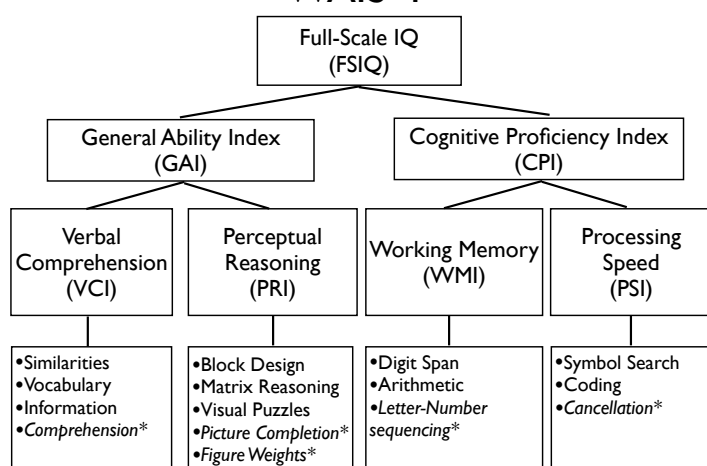 Full-Scale IQ
(FSIQ)
General Ability Index
(GAI)
Cognitive Proficiency Index
(CPI)
Verbal
Comprehension
(VCI)
Perceptual
Reasoning
(PRI)
Working Memory
(WMI)
Processing
Speed
(PSI)
•Similarities
•Vocabulary
•Information
•Comprehension*
•Block Design
•Matrix Reasoning
•Visual Puzzles
•Picture Completion*
•Figure Weights*
•Digit Span
•Arithmetic
•Letter-Number
sequencing*
•Symbol Search
•Coding
•Cancellation*